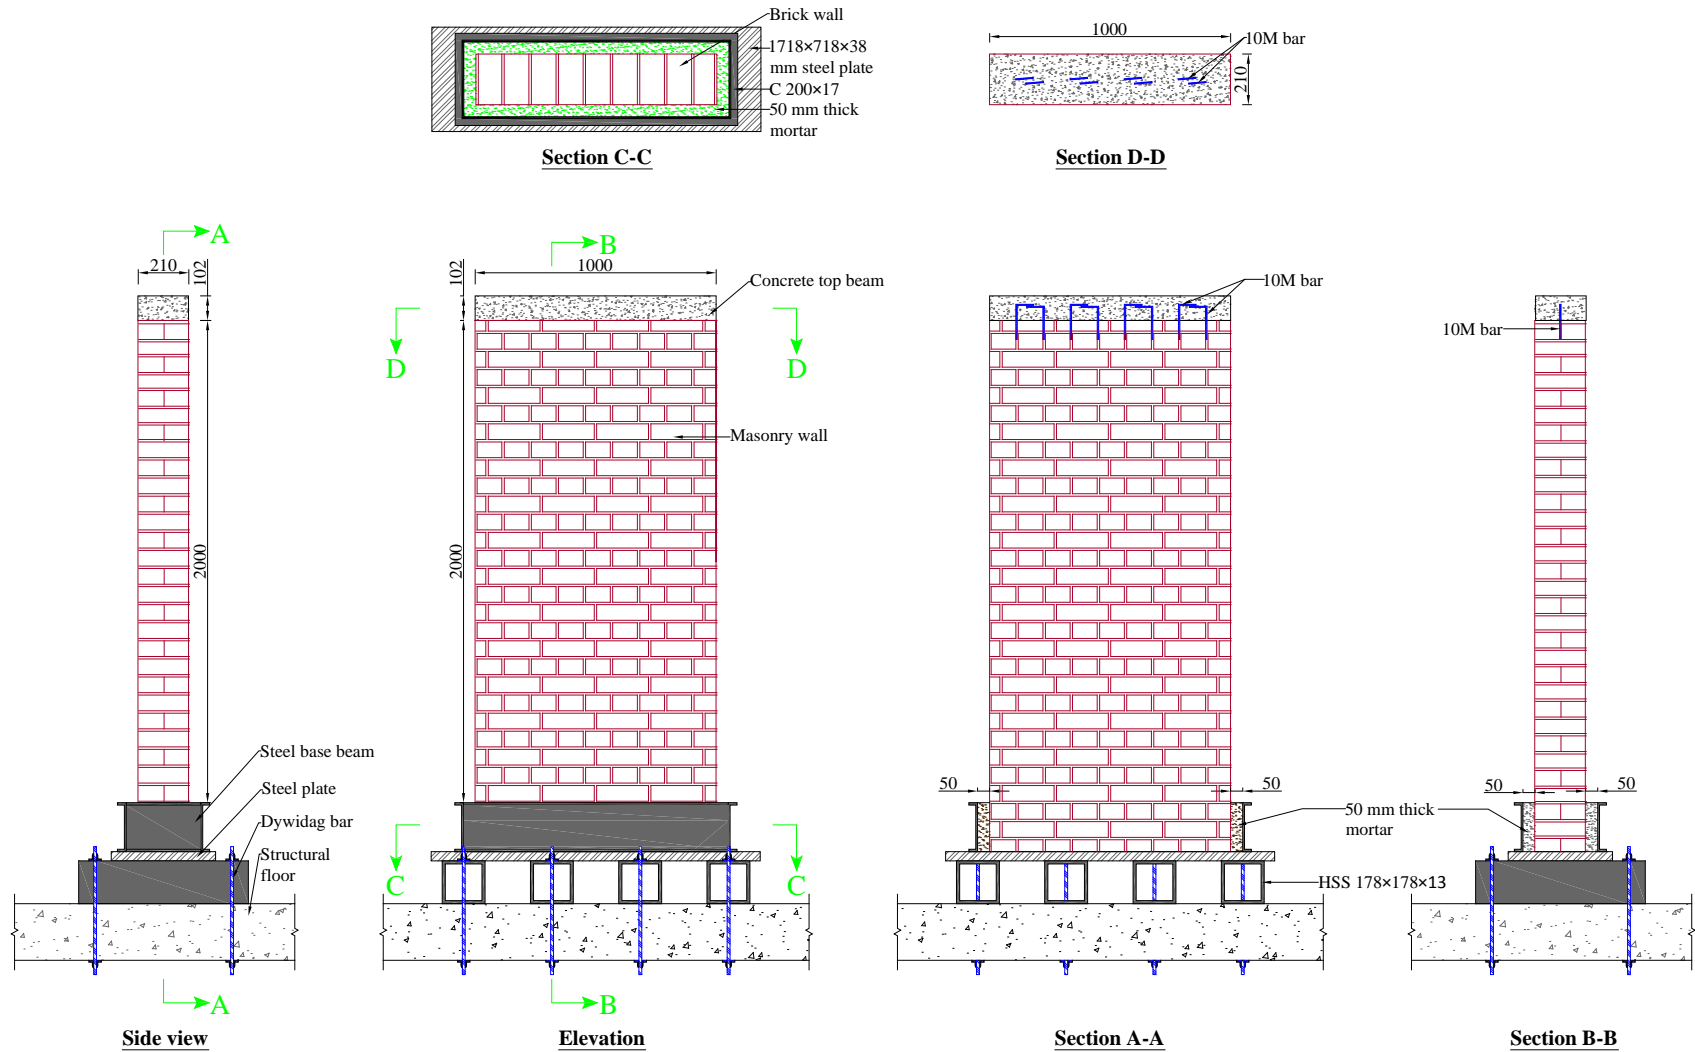 Brick wall
1718×718×38
mm steel plate
C 200×17
50 mm thick
mortar
Section C-C
1000
10M bar
210
Section D-D
A
210
102
2000
Steel base beam
Steel plate
Dywidag bar
Structural
floor
A
Side view
B
1000
102
Concrete top beam
D
D
Masonry wall
2000
C
C
B
Elevation
10M bar
50
50
50 mm thick
mortar
HSS 178×178×13
Section A-A
10M bar
50
50
Section B-B